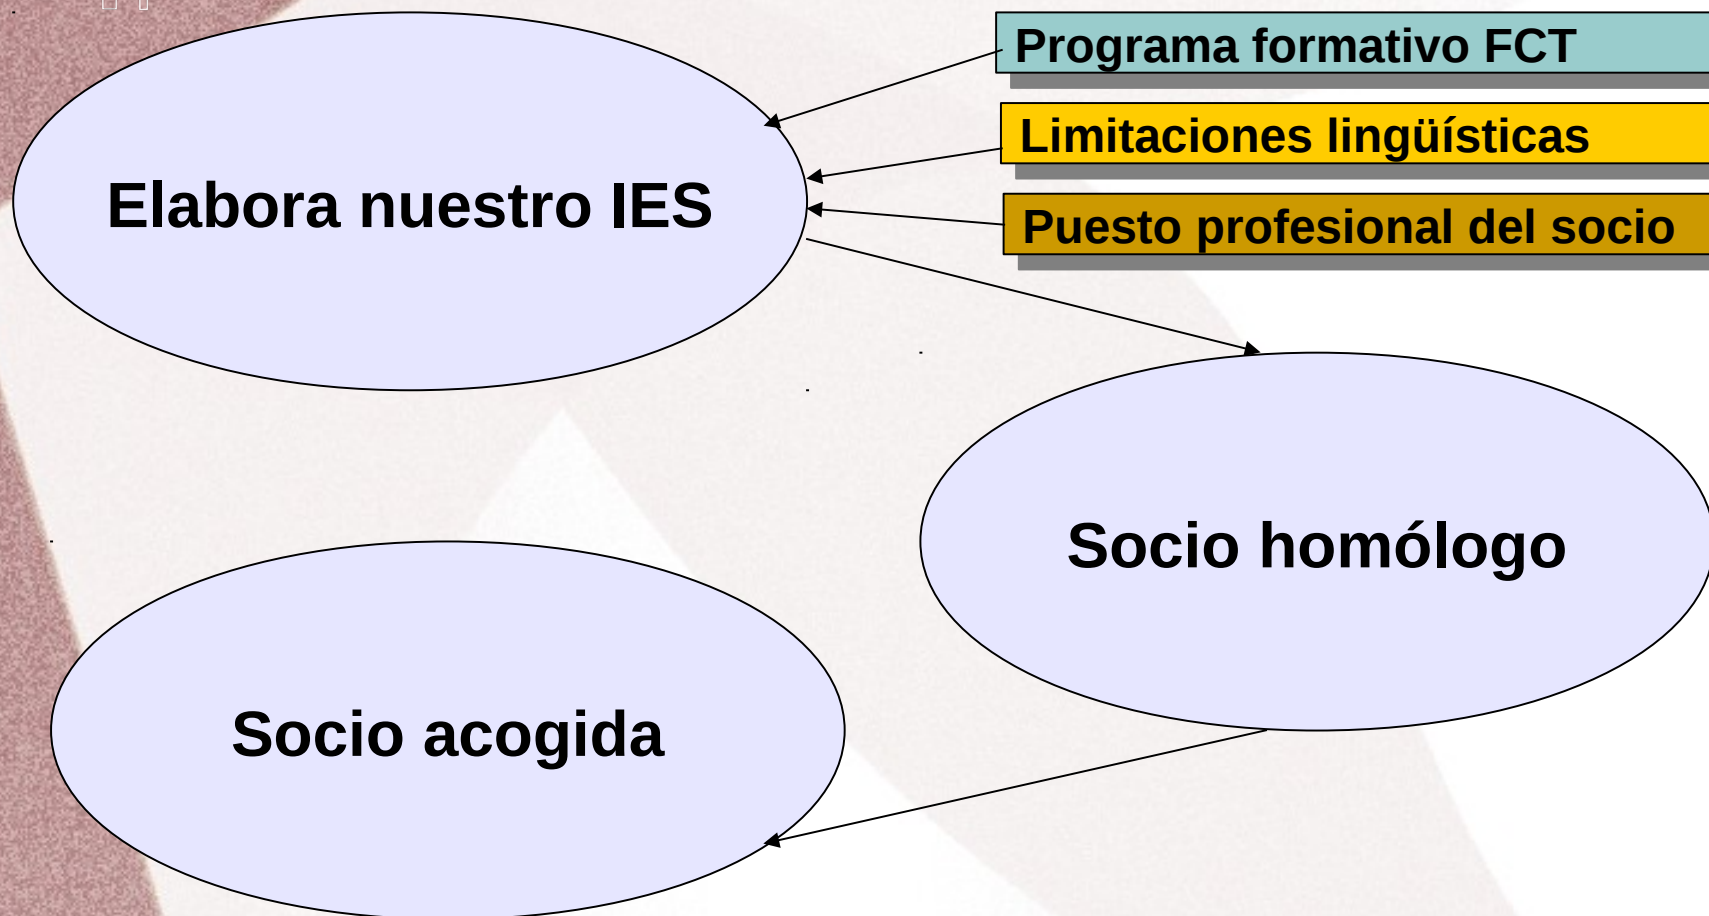 Programa formativo FCT
Limitaciones lingüísticas
Elabora nuestro IES
Puesto profesional del socio
Socio homólogo
Socio acogida